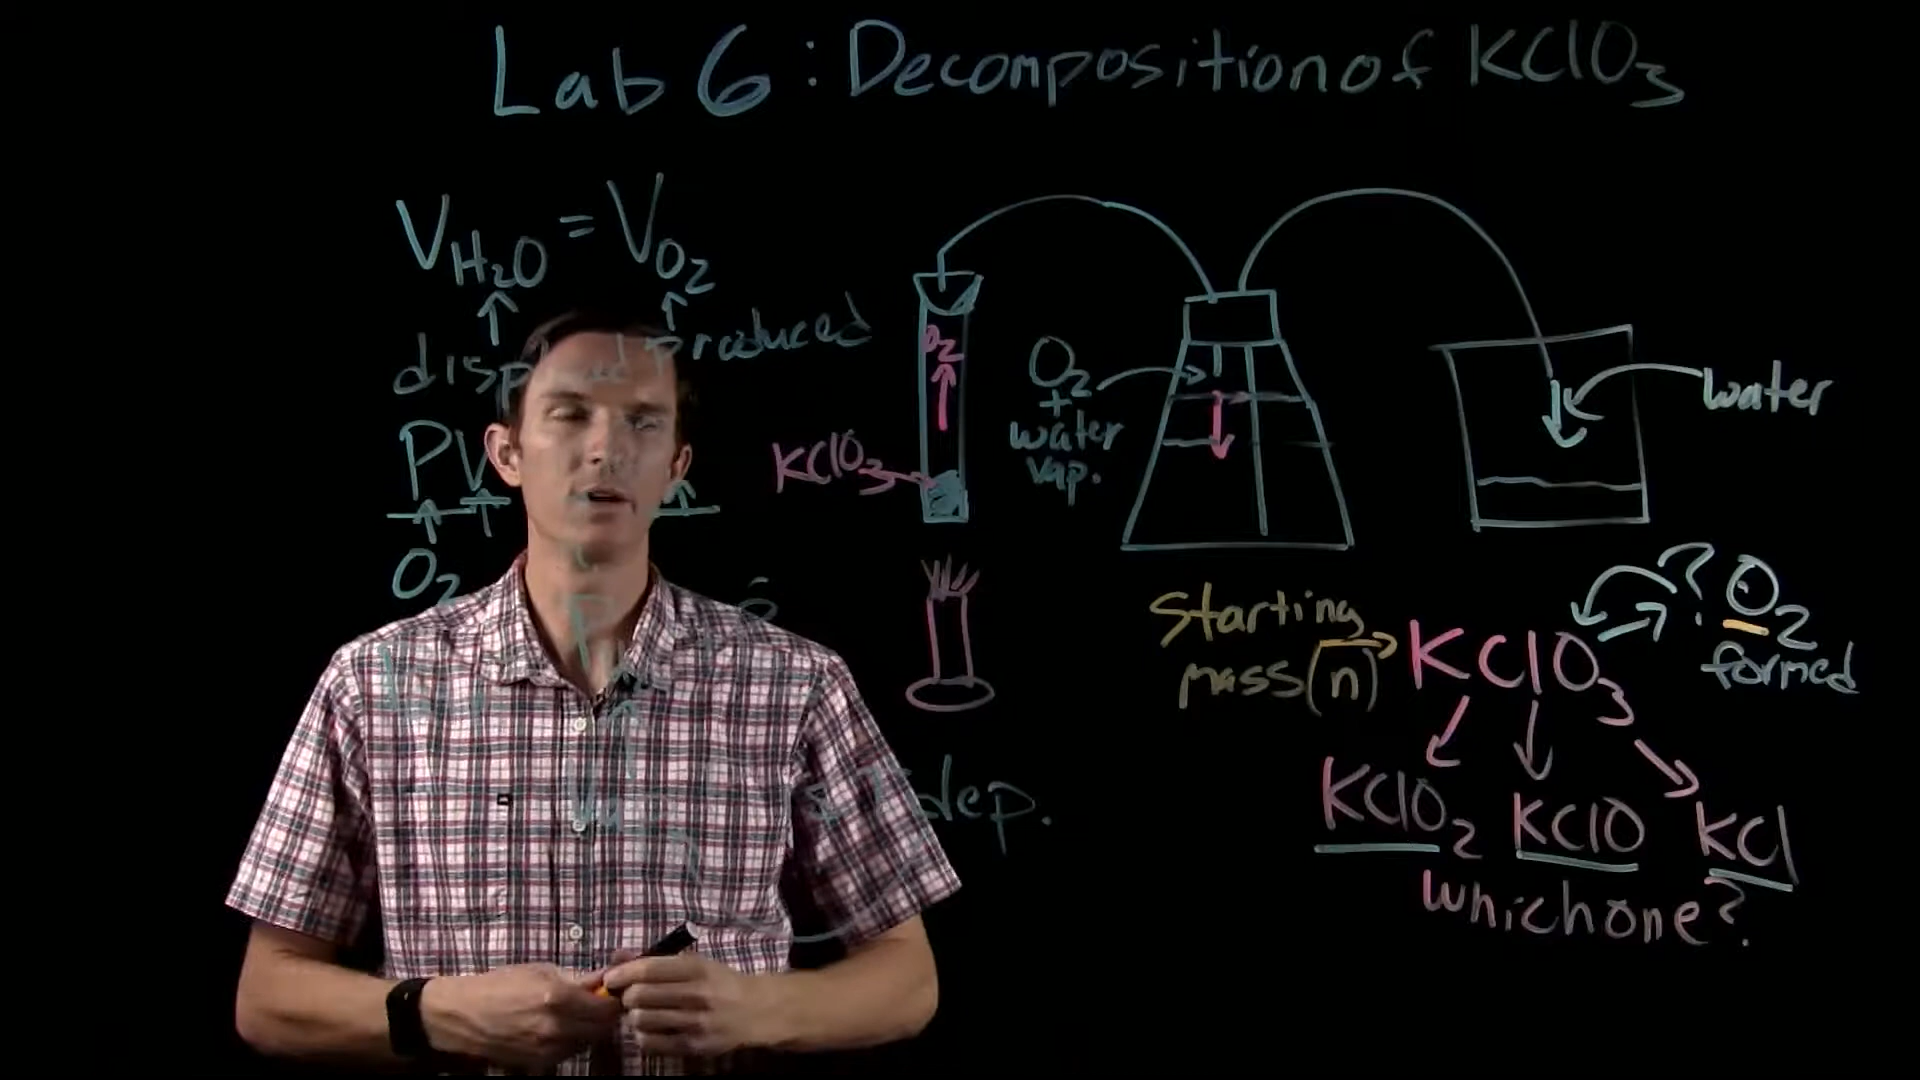 Lab 6: Decomposition of KClO3
VH2O = VO2
produced
PV
O2
dep.
O2
KClO3
O2
+
water
vap.
water
Starting
mass (n)
KClO3
? O2
formed
KClO2 KClO KCl
which one?